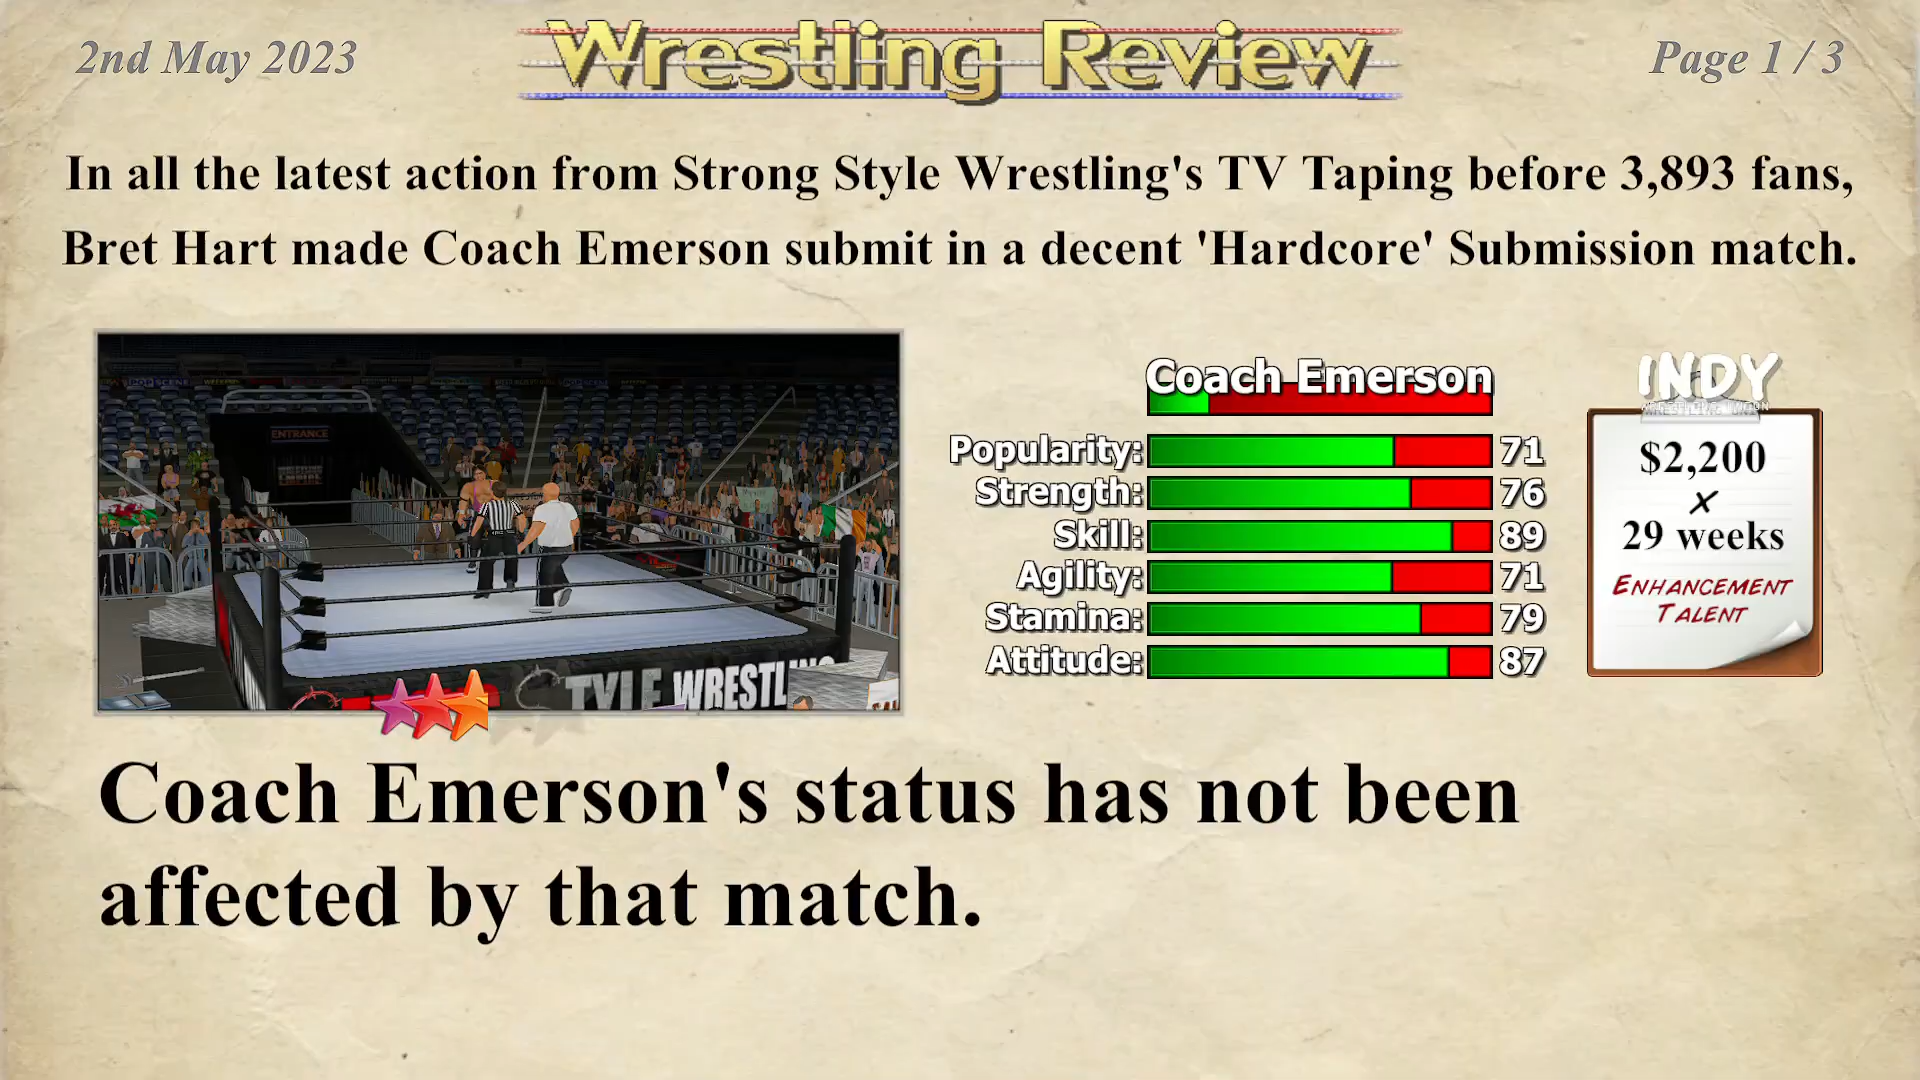 2nd May 2023
Wrestling Review
Page 1 / 3
In all the latest action from Strong Style Wrestling's TV Taping before 3,893 fans,
Bret Hart made Coach Emerson submit in a decent 'Hardcore' Submission match.
ENTRANCE
TYLE WRESTLING
Coach Emerson
Popularity: 71
Strength: 76
Skill: 89
Agility: 71
Stamina: 79
Attitude: 87
INDY
$2,200
x
29 weeks
ENHANCEMENT
TALENT
Coach Emerson's status has not been
affected by that match.